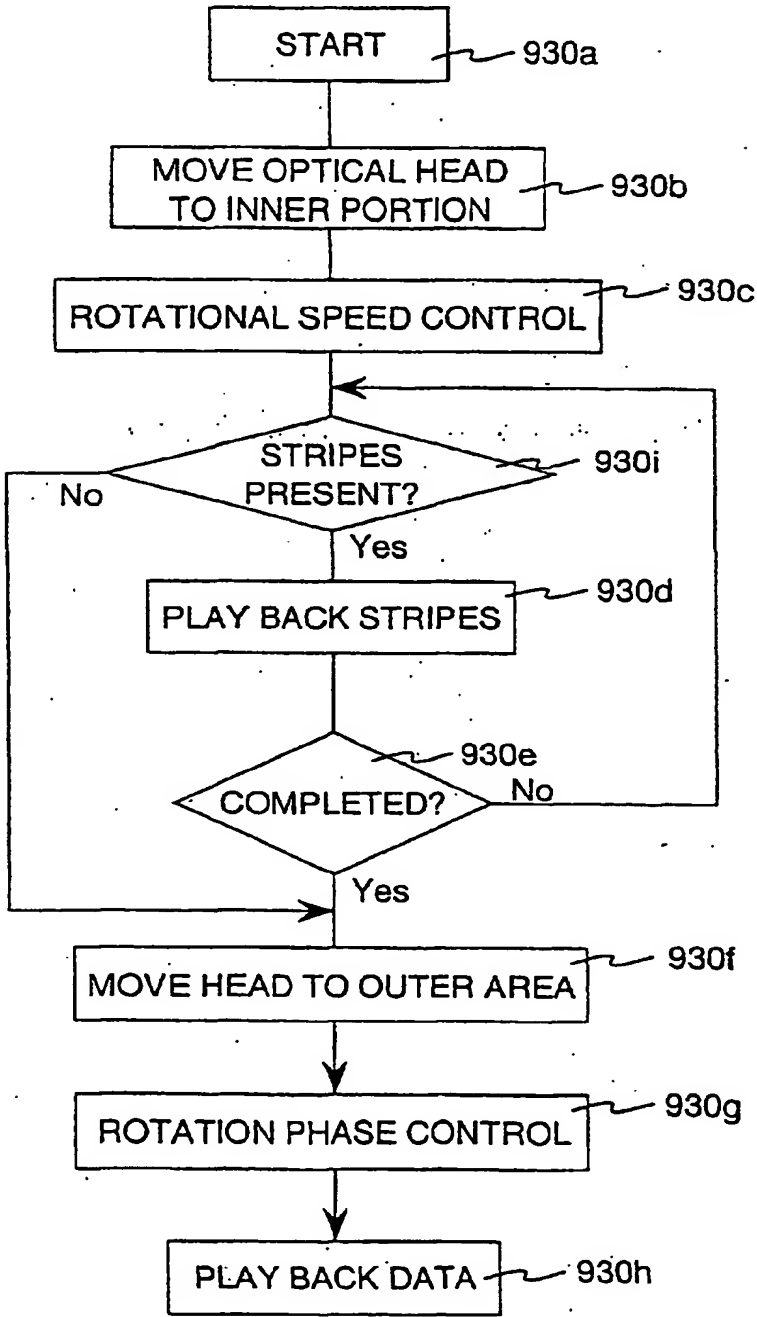 START
930a
MOVE OPTICAL HEAD
TO INNER PORTION
930b
930c
ROTATIONAL SPEED CONTROL
STRIPES
PRESENT?
930i
No
Yes
930d
PLAY BACK STRIPES
930e
COMPLETED?
No
Yes
930f
MOVE HEAD TO OUTER AREA
930g
ROTATION PHASE CONTROL
PLAY BACK DATA
930h